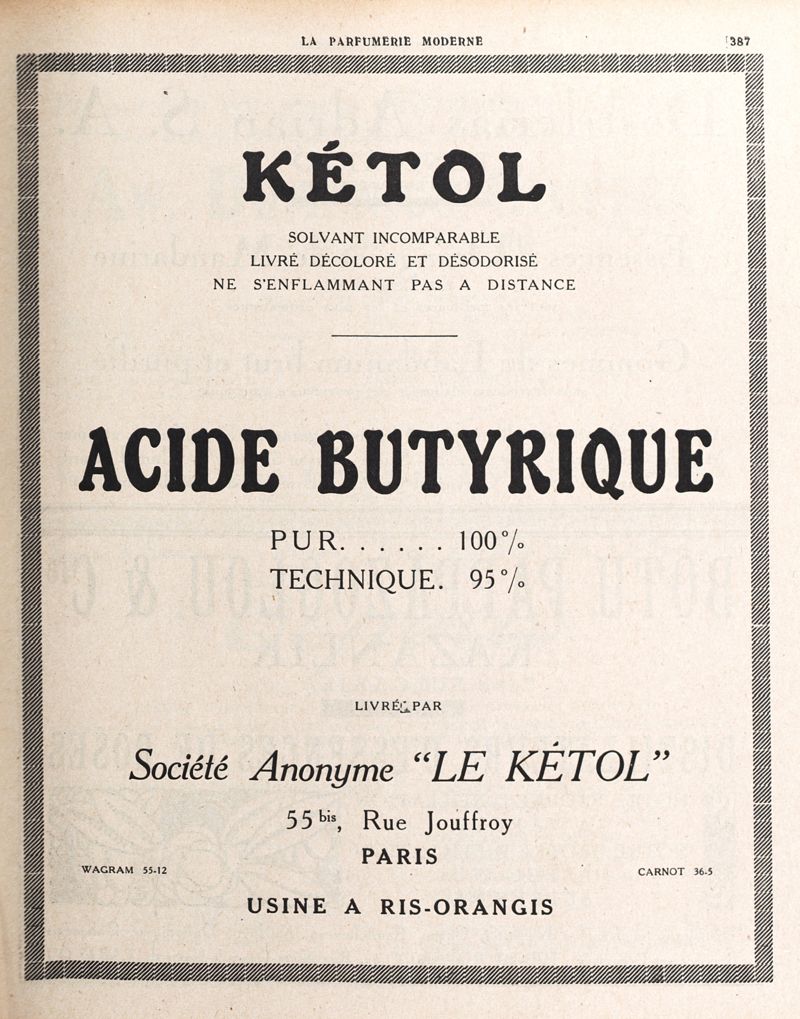 LA PARFUMERIE MODERNE
387
KÉTOL
SOLVANT INCOMPARABLE
LIVRÉ DÉCOLORÉ ET DÉSODORISÉ
NE S'ENFLAMMANT PAS A DISTANCE
ACIDE BUTYRIQUE
PUR. . . . . . 100 %
TECHNIQUE. 95 %
LIVRÉ PAR
Société Anonyme “LE KÉTOL”
55 bis, Rue Jouffroy
PARIS
WAGRAM 55-12
CARNOT 36-5
USINE A RIS-ORANGIS